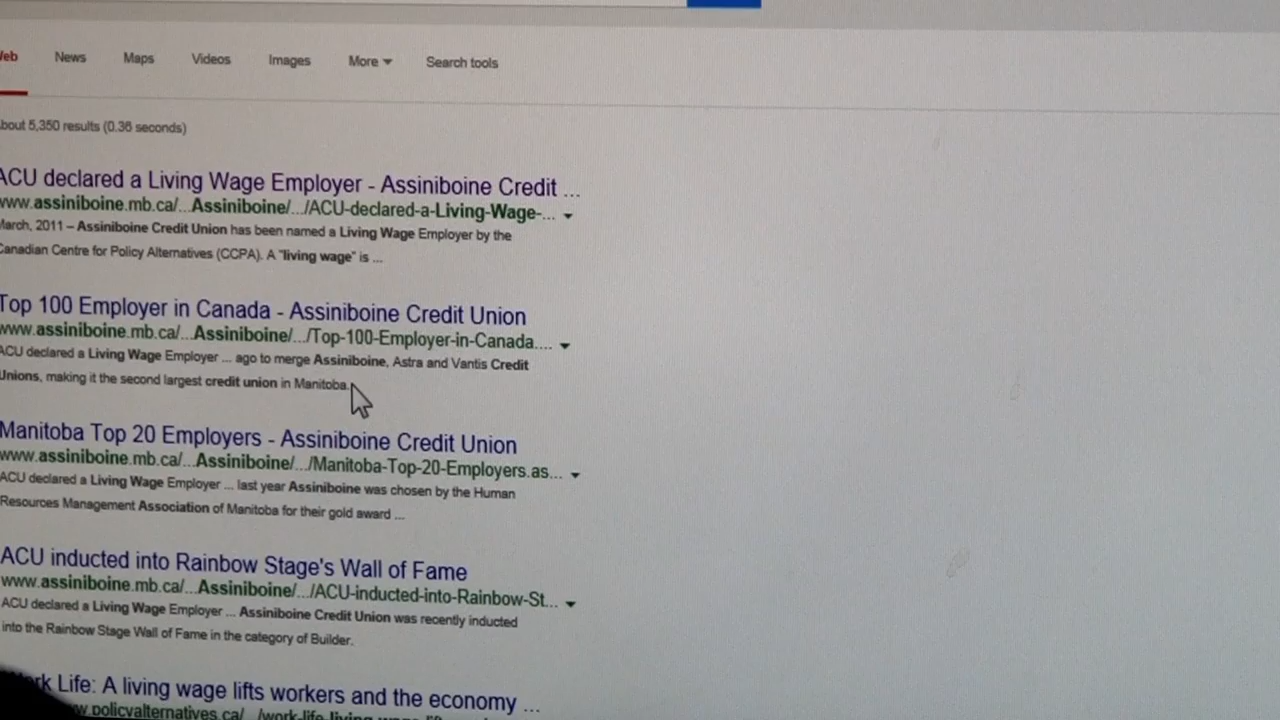 Web News Maps Videos Images More Search tools
About 5,350 results (0.36 seconds)
ACU declared a Living Wage Employer - Assiniboine Credit ...
www.assiniboine.mb.ca/...Assiniboine/.../ACU-declared-a-Living-Wage-...
March, 2011 – Assiniboine Credit Union has been named a Living Wage Employer by the
Canadian Centre for Policy Alternatives (CCPA). A "living wage" is ...
Top 100 Employer in Canada - Assiniboine Credit Union
www.assiniboine.mb.ca/...Assiniboine/.../Top-100-Employer-in-Canada....
ACU declared a Living Wage Employer ... ago to merge Assiniboine, Astra and Vantis Credit
Unions, making it the second largest credit union in Manitoba.
Manitoba Top 20 Employers - Assiniboine Credit Union
www.assiniboine.mb.ca/...Assiniboine/.../Manitoba-Top-20-Employers.as...
ACU declared a Living Wage Employer ... last year Assiniboine was chosen by the Human
Resources Management Association of Manitoba for their gold award ...
ACU inducted into Rainbow Stage's Wall of Fame
www.assiniboine.mb.ca/...Assiniboine/.../ACU-inducted-into-Rainbow-St...
ACU declared a Living Wage Employer ... Assiniboine Credit Union was recently inducted
into the Rainbow Stage Wall of Fame in the category of Builder.
Work Life: A living wage lifts workers and the economy ...